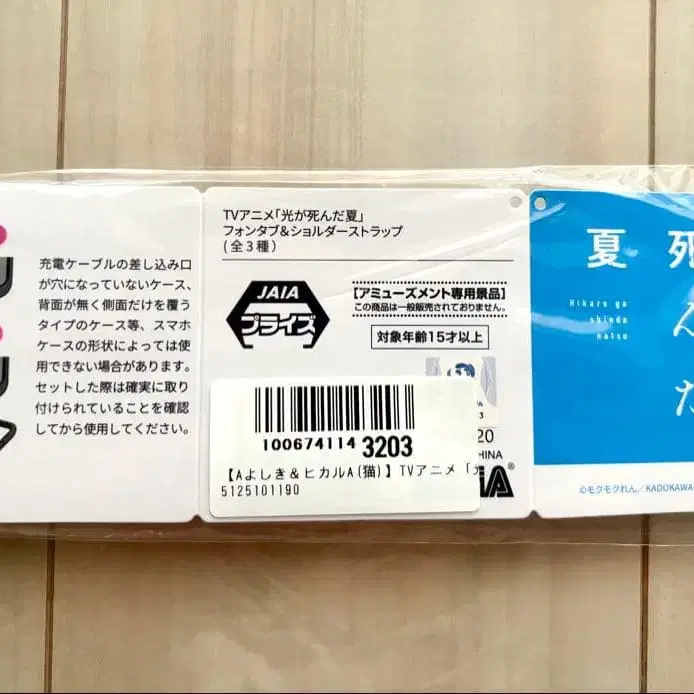 充電ケーブルの差し込み口
が穴になっていないケース、
背面が無く側面だけを覆う
タイプのケース等、スマホ
ケースの形状によっては使
用できない場合があります。
セットした際は確実に取り
付けられていることを確認
してから使用してください。
TVアニメ「光が死んだ夏」
フォンタブ&ショルダーストラップ
(全3種)
JAIA
プライズ
【アミューズメント専用景品】
この商品は一般販売されておりません。
対象年齢15才以上
100674114 3203
【Aよしき&ヒカルA(猫)】TVアニメ「光
5125101190
20
HINA
IA®
夏
死んだ
Hikaru ga
shinda
natsu
©モクモクれん/KADOKAWA